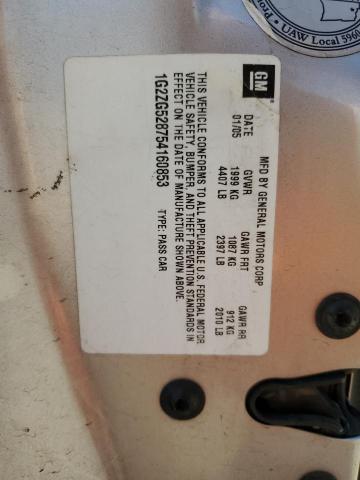 GM
MFD BY GENERAL MOTORS CORP
DATE GVWR GAWR FRT GAWR RR
01/05 1999 KG 1087 KG 912 KG
4407 LB 2397 LB 2010 LB
THIS VEHICLE CONFORMS TO ALL APPLICABLE U.S. FEDERAL MOTOR
VEHICLE SAFETY, BUMPER, AND THEFT PREVENTION STANDARDS IN
EFFECT ON THE DATE OF MANUFACTURE SHOWN ABOVE.
1G2ZG528754160853 TYPE: PASS CAR
UAW Local 5960